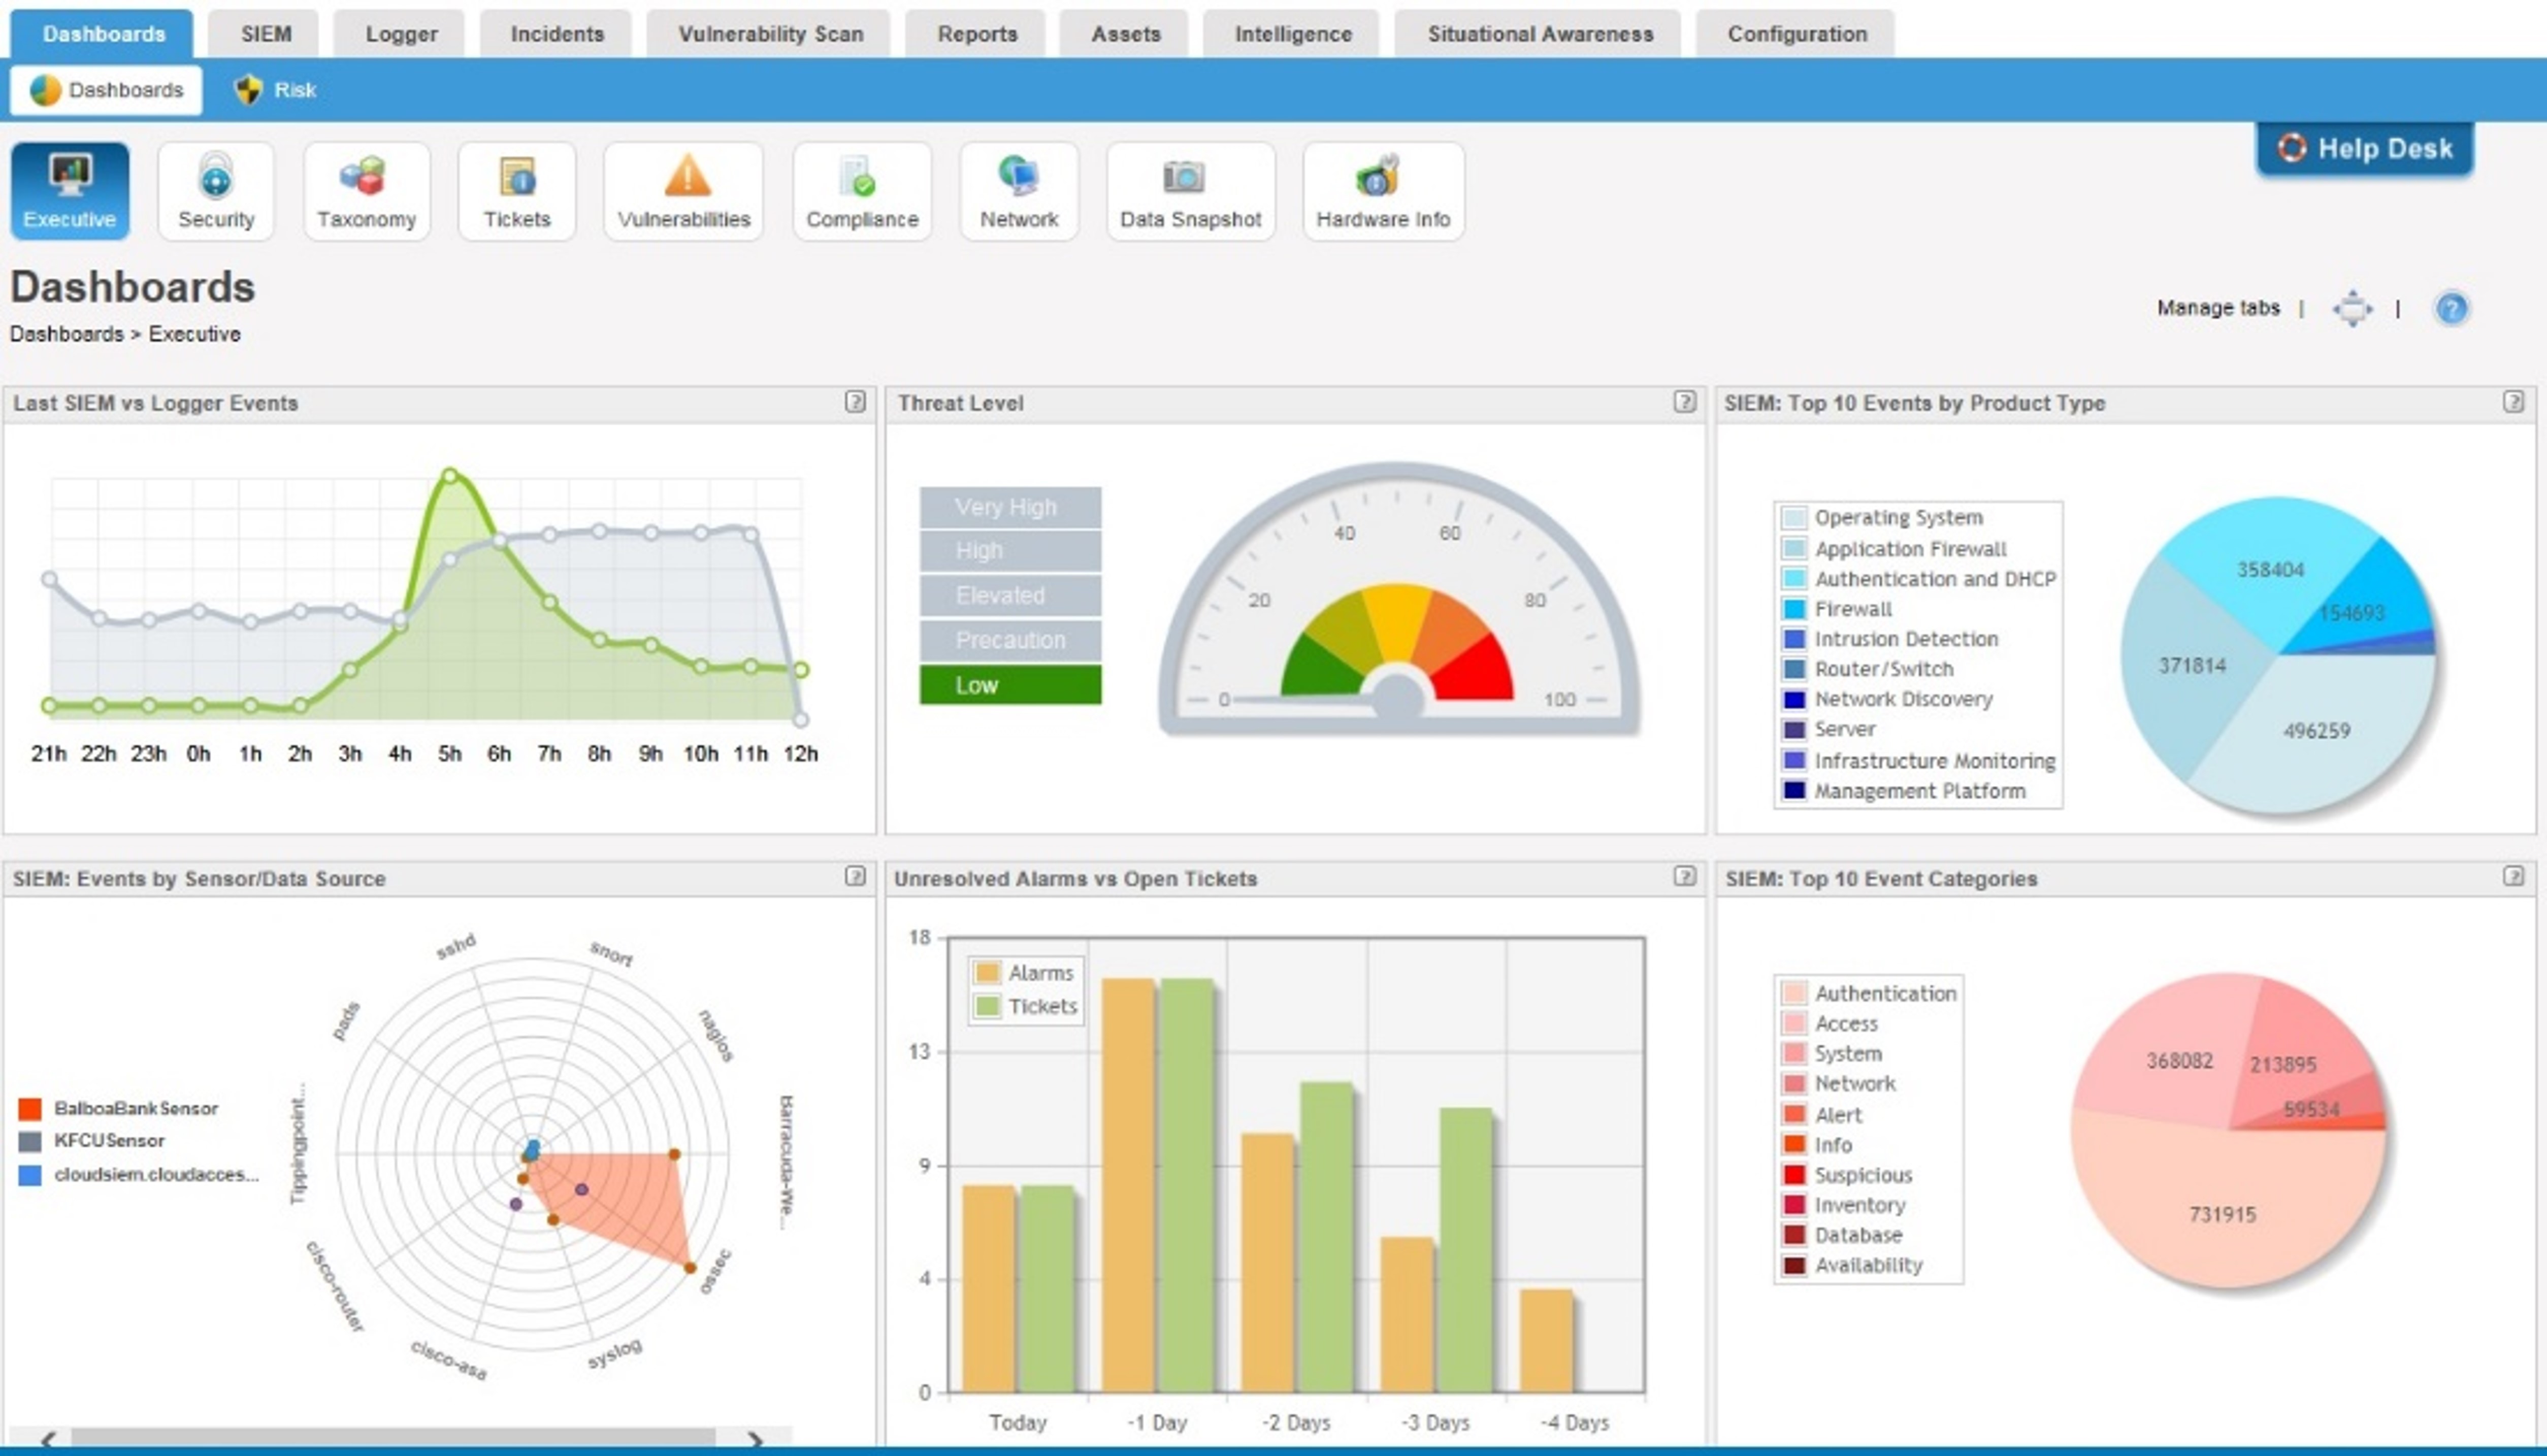 Dashboards SIEM Logger Incidents Vulnerability Scan Reports Assets Intelligence Situational Awareness Configuration
Dashboards Risk
Help Desk
Executive Security Taxonomy Tickets Vulnerabilities Compliance Network Data Snapshot Hardware Info
Dashboards
Manage tabs | |
Dashboards > Executive
Last SIEM vs Logger Events
21h 22h 23h 0h 1h 2h 3h 4h 5h 6h 7h 8h 9h 10h 11h 12h
Threat Level
Very High
High
Elevated
Precaution
Low
0 20 40 60 80 100
SIEM: Top 10 Events by Product Type
Operating System
Application Firewall
Authentication and DHCP
Firewall
Intrusion Detection
Router/Switch
Network Discovery
Server
Infrastructure Monitoring
Management Platform
358404
154693
371814
496259
SIEM: Events by Sensor/Data Source
BalboaBankSensor
KFCUSensor
cloudsiem.cloudacces...
sshd
snort
pads
nagios
Tippingpoint...
Barracuda-We...
cisco-router
ossec
cisco-asa
syslog
Unresolved Alarms vs Open Tickets
18
13
9
4
0
Alarms
Tickets
Today -1 Day -2 Days -3 Days -4 Days
SIEM: Top 10 Event Categories
Authentication
Access
System
Network
Alert
Info
Suspicious
Inventory
Database
Availability
368082
213895
59534
731915